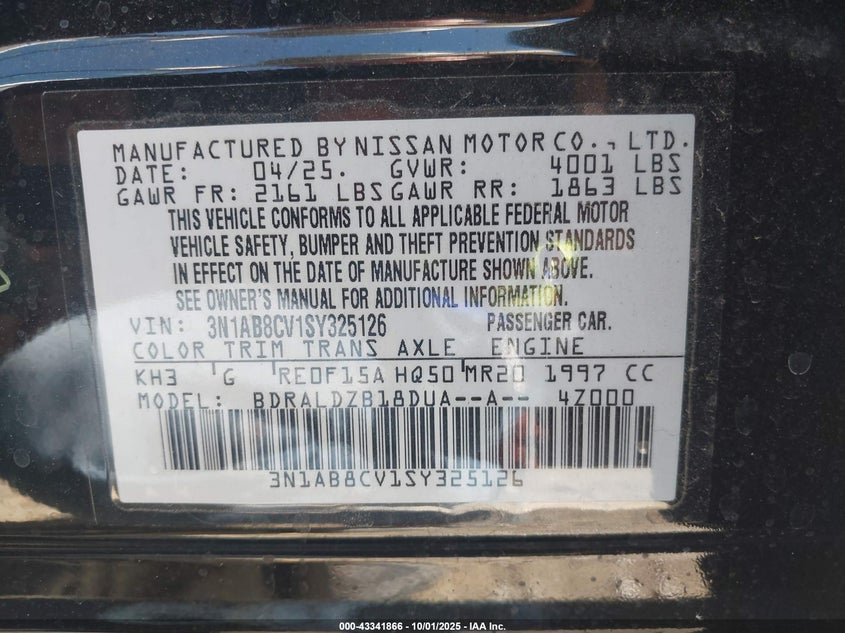 MANUFACTURED BY NISSAN MOTOR CO., LTD.
DATE: 04/25. GVWR: 4001 LBS
GAWR FR: 2161 LBS GAWR RR: 1863 LBS
THIS VEHICLE CONFORMS TO ALL APPLICABLE FEDERAL MOTOR
VEHICLE SAFETY, BUMPER AND THEFT PREVENTION STANDARDS
IN EFFECT ON THE DATE OF MANUFACTURE SHOWN ABOVE.
SEE OWNER'S MANUAL FOR ADDITIONAL INFORMATION.
VIN: 3N1AB8CV1SY325126 PASSENGER CAR.
COLOR TRIM TRANS AXLE ENGINE
KH3 G RE0F15A HQ50 MR20 1997 CC
MODEL: BDRALDZB18DUA--A-- 4Z000
3N1AB8CV1SY325126
000-43341866 - 10/01/2025 - IAA Inc.